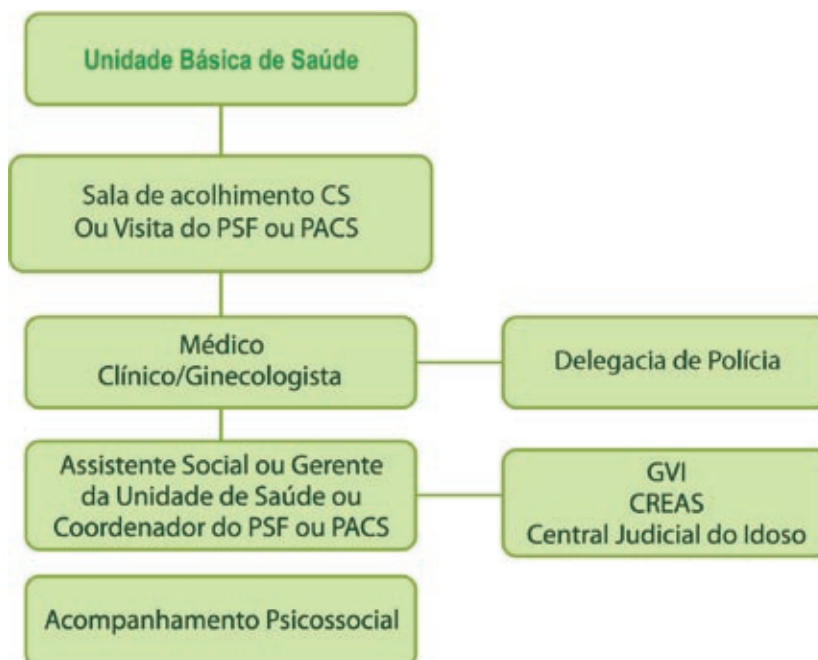 Unidade Básica de Saúde
Sala de acolhimento CS
Ou Visita do PSF ou PACS
Médico
Clínico/Ginecologista
Delegacia de Polícia
Assistente Social ou Gerente
da Unidade de Saúde ou
Coordenador do PSF ou PACS
GVI
CREAS
Central Judicial do Idoso
Acompanhamento Psicossocial